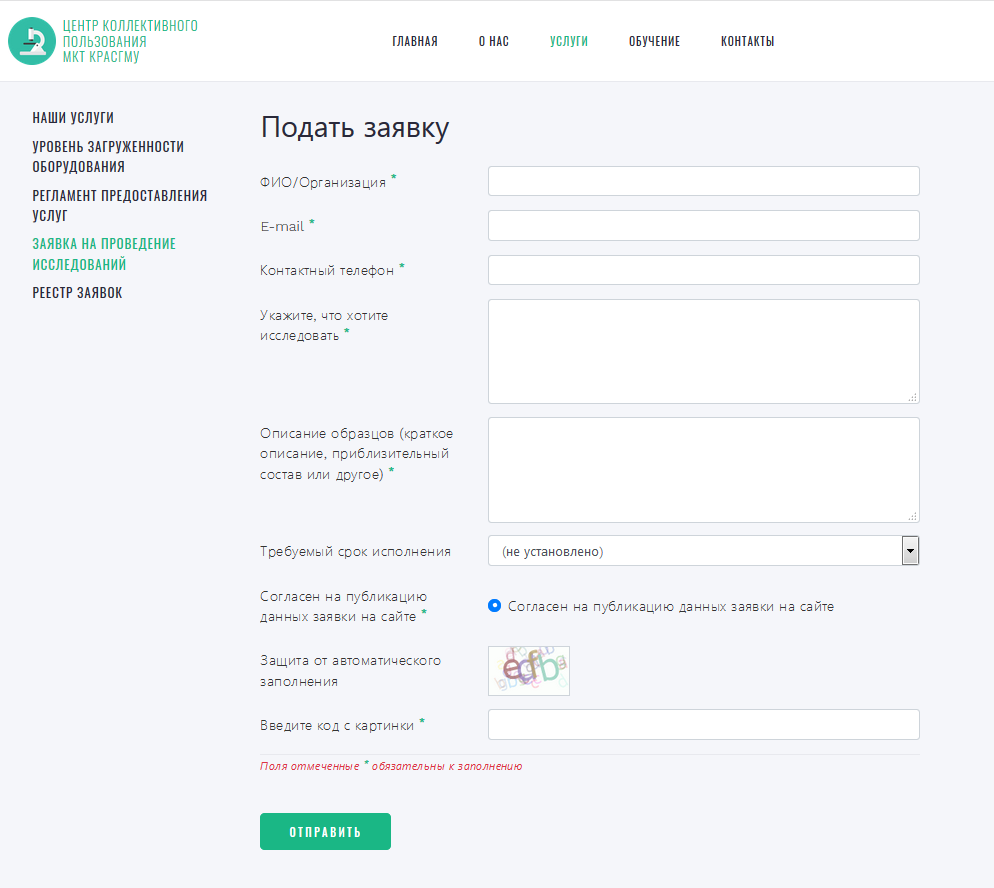 ЦЕНТР КОЛЛЕКТИВНОГО
ПОЛЬЗОВАНИЯ
МКТ КРАСГМУ
ГЛАВНАЯ
О НАС
УСЛУГИ
ОБУЧЕНИЕ
КОНТАКТЫ
НАШИ УСЛУГИ
УРОВЕНЬ ЗАГРУЖЕННОСТИ
ОБОРУДОВАНИЯ
РЕГЛАМЕНТ ПРЕДОСТАВЛЕНИЯ
УСЛУГ
ЗАЯВКА НА ПРОВЕДЕНИЕ
ИССЛЕДОВАНИЙ
РЕЕСТР ЗАЯВОК
Подать заявку
ФИО/Организация *
E-mail *
Контактный телефон *
Укажите, что хотите
исследовать *
Описание образцов (краткое
описание, приблизительный
состав или другое) *
Требуемый срок исполнения
(не установлено)
Согласен на публикацию
данных заявки на сайте *
Согласен на публикацию данных заявки на сайте
Защита от автоматического
заполнения
Введите код с картинки *
Поля отмеченные * обязательны к заполнению
ОТПРАВИТЬ